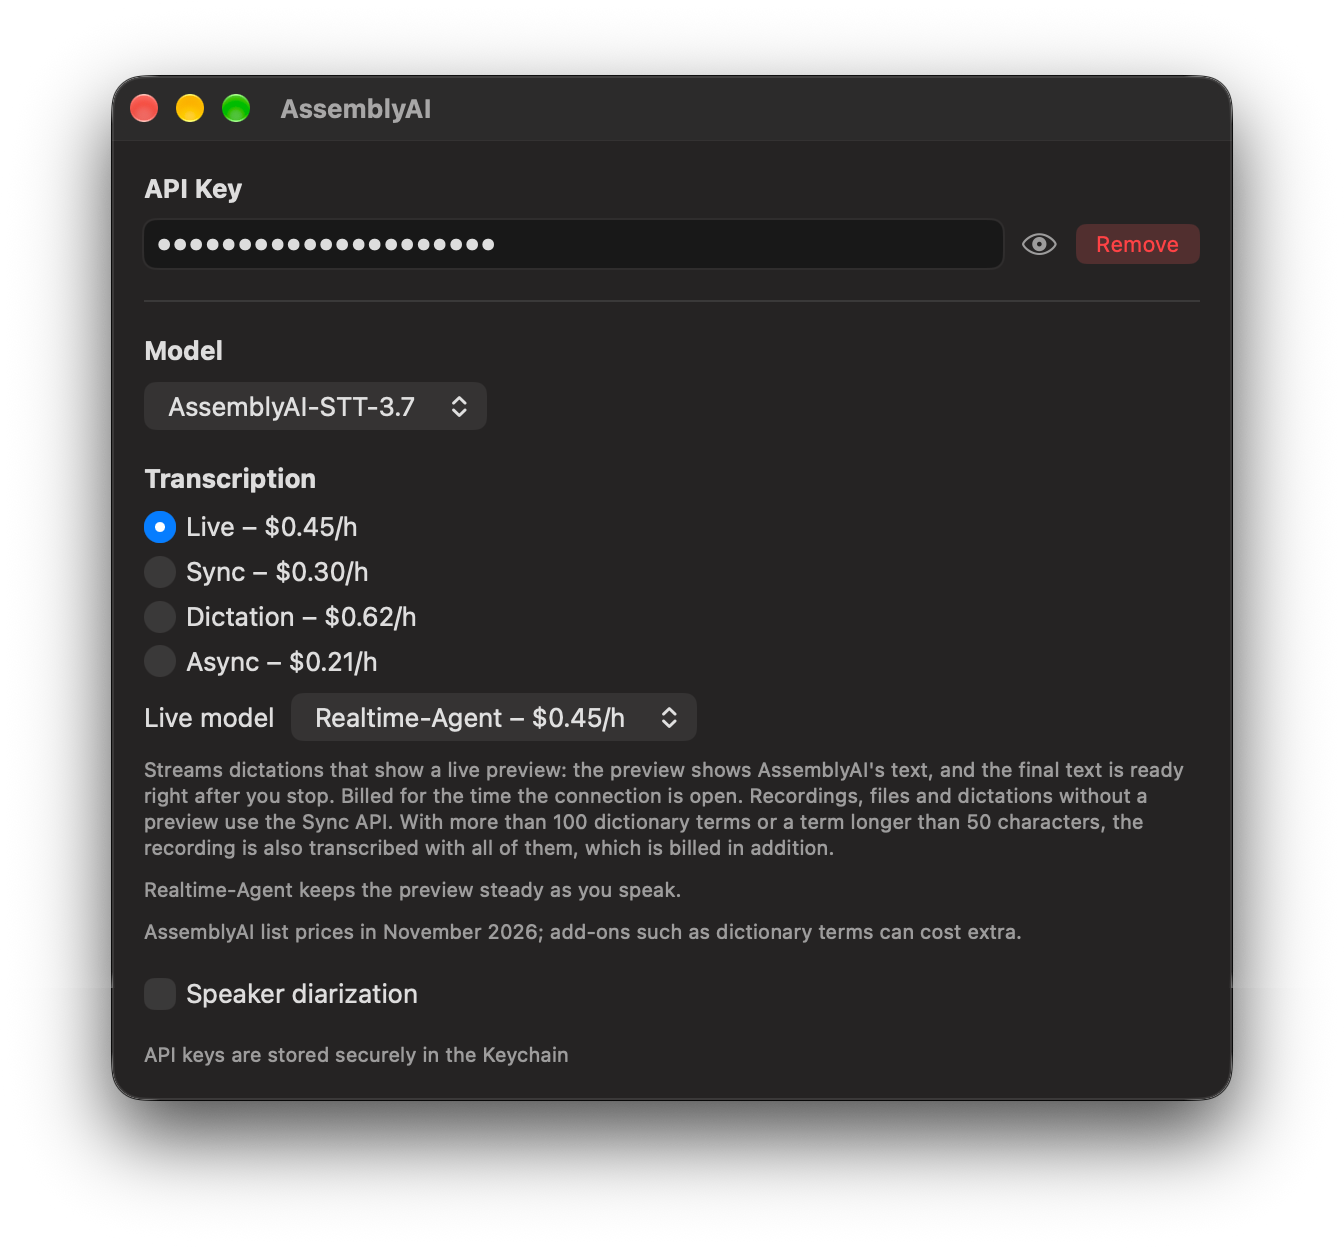 AssemblyAI
API Key
●●●●●●●●●●●●●●●●●●●●●
Remove
Model
AssemblyAI-STT-3.7
Transcription
Live – $0.45/h
Sync – $0.30/h
Dictation – $0.62/h
Async – $0.21/h
Live model Realtime-Agent – $0.45/h
Streams dictations that show a live preview: the preview shows AssemblyAI's text, and the final text is ready
right after you stop. Billed for the time the connection is open. Recordings, files and dictations without a
preview use the Sync API. With more than 100 dictionary terms or a term longer than 50 characters, the
recording is also transcribed with all of them, which is billed in addition.
Realtime-Agent keeps the preview steady as you speak.
AssemblyAI list prices in November 2026; add-ons such as dictionary terms can cost extra.
Speaker diarization
API keys are stored securely in the Keychain